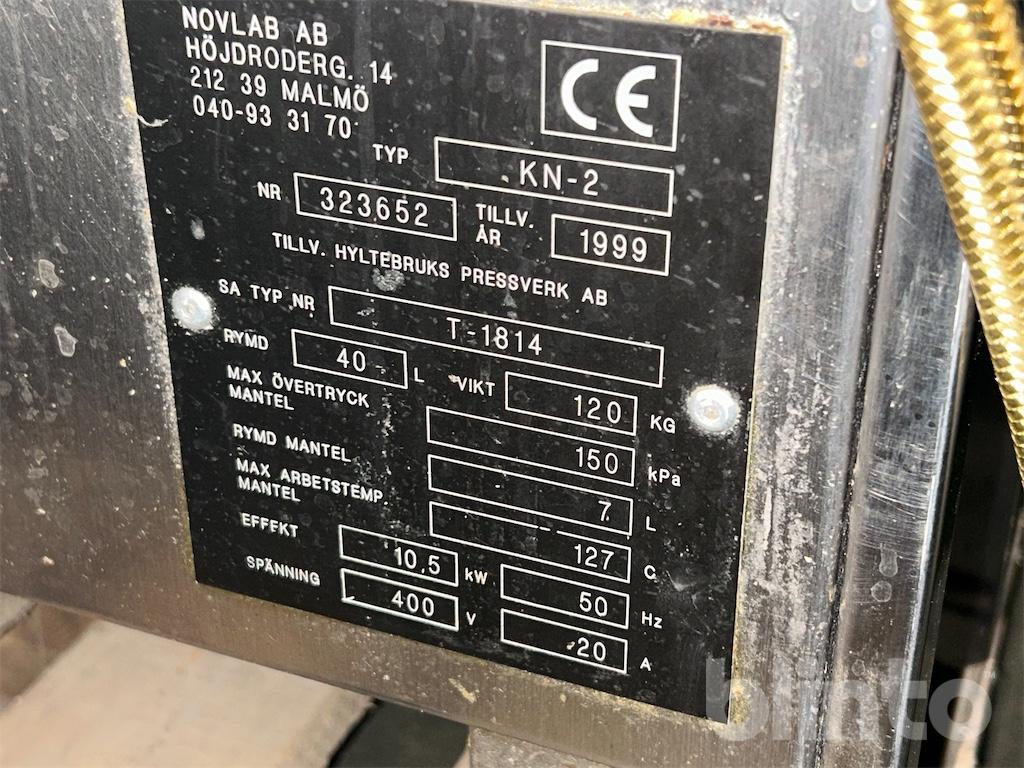 NOVLAB AB
HÖJDRODERG. 14
212 39 MALMÖ
040-93 31 70
CE
TYP KN-2
NR 323652 TILLV. ÅR 1999
TILLV. HYLTEBRUKS PRESSVERK AB
SA TYP NR T-1814
RYMD 40 L VIKT 120 KG
MAX ÖVERTRYCK
MANTEL 150 kPa
RYMD MANTEL 7 L
MAX ARBETSTEMP
MANTEL 127 C
EFFEKT 10,5 kW 50 Hz
SPÄNNING 400 V 20 A
blinto